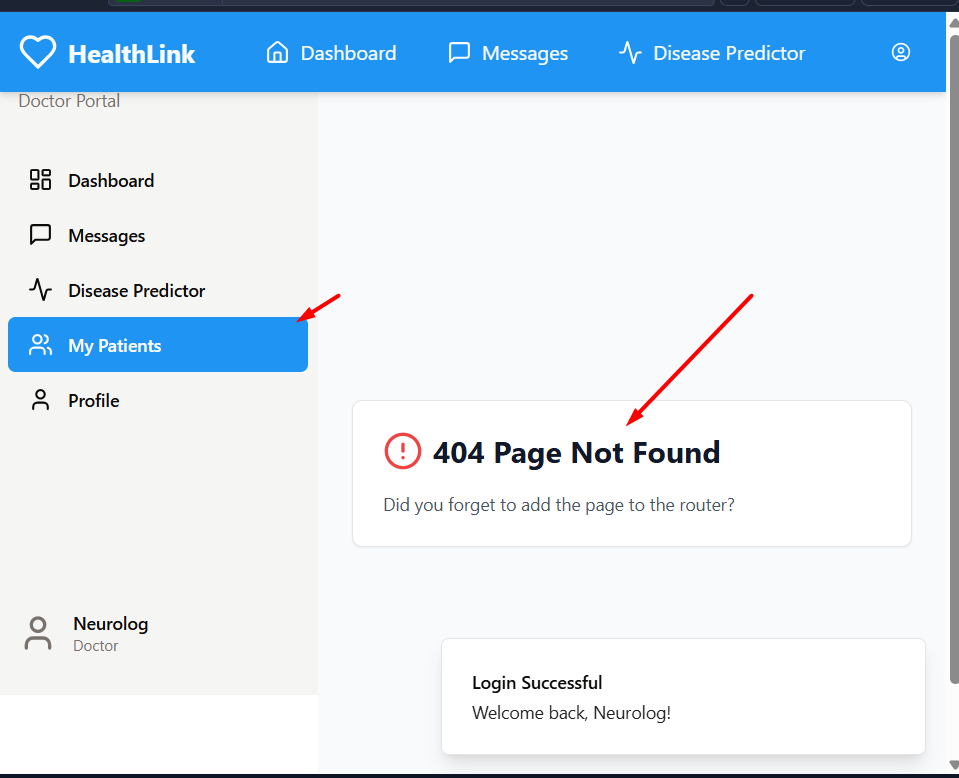 HealthLink
Dashboard
Messages
Disease Predictor
Doctor Portal
Dashboard
Messages
Disease Predictor
My Patients
Profile
404 Page Not Found
Did you forget to add the page to the router?
Neurolog
Doctor
Login Successful
Welcome back, Neurolog!